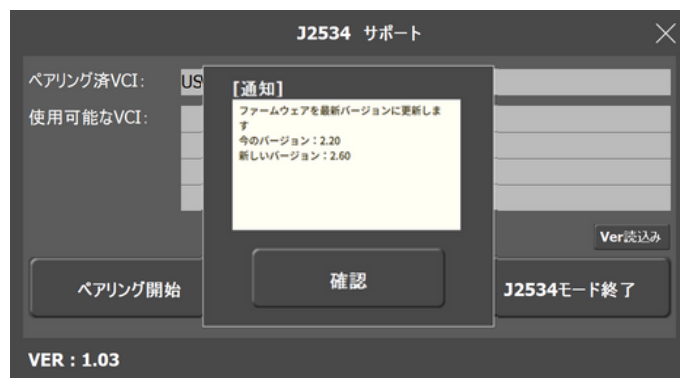 J2534 サポート
ペアリング済VCI:
US
[通知]
ファームウェアを最新バージョンに更新しま
す
今のバージョン：2.20
新しいバージョン：2.60
使用可能なVCI:
Ver読込み
ペアリング開始
確認
J2534モード終了
VER : 1.03